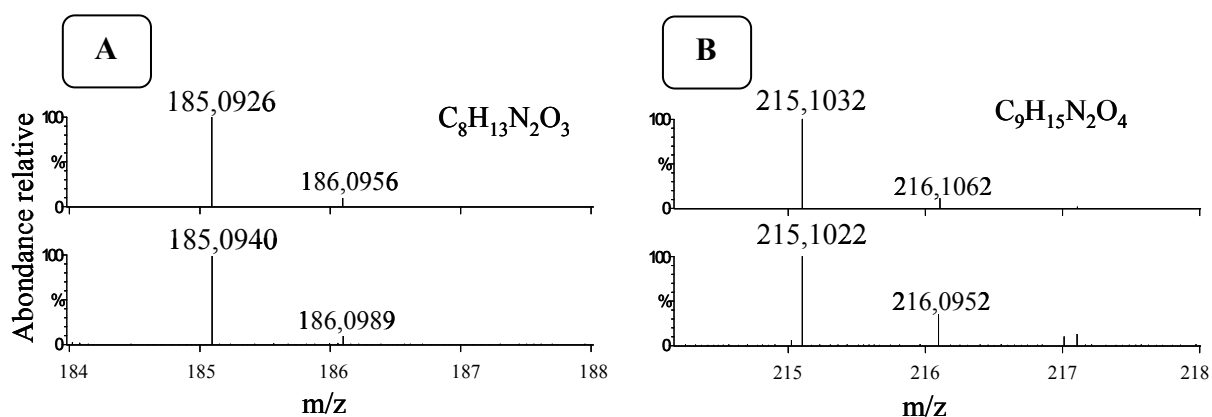 A
185,0926
C8H13N2O3
100
%
186,0956
0
185,0940
100
%
186,0989
0
184 185 186 187 188
m/z
Abondance relative
B
215,1032
C9H15N2O4
100
%
216,1062
0
215,1022
100
%
216,0952
0
215 216 217 218
m/z